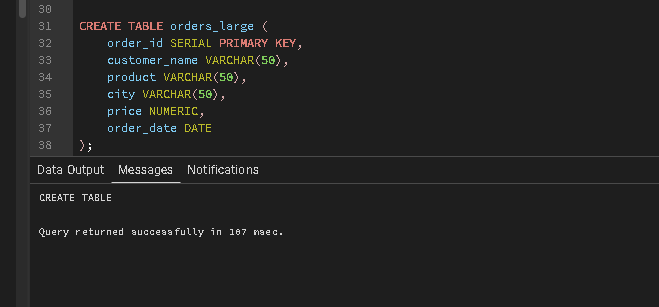 30
31 CREATE TABLE orders_large (
32 order_id SERIAL PRIMARY KEY,
33 customer_name VARCHAR(50),
34 product VARCHAR(50),
35 city VARCHAR(50),
36 price NUMERIC,
37 order_date DATE
38 );
Data Output Messages Notifications
CREATE TABLE
Query returned successfully in 107 msec.